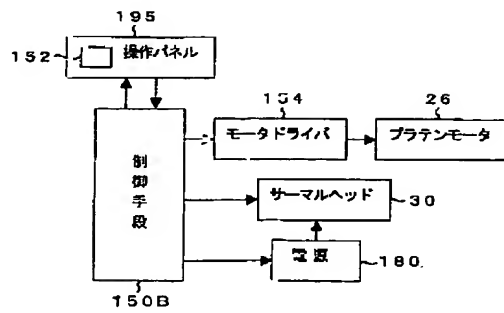 195
152 操作パネル
154 26
モータドライバ プラテンモータ
制御手段
サーマルヘッド 30
電源 180
150B